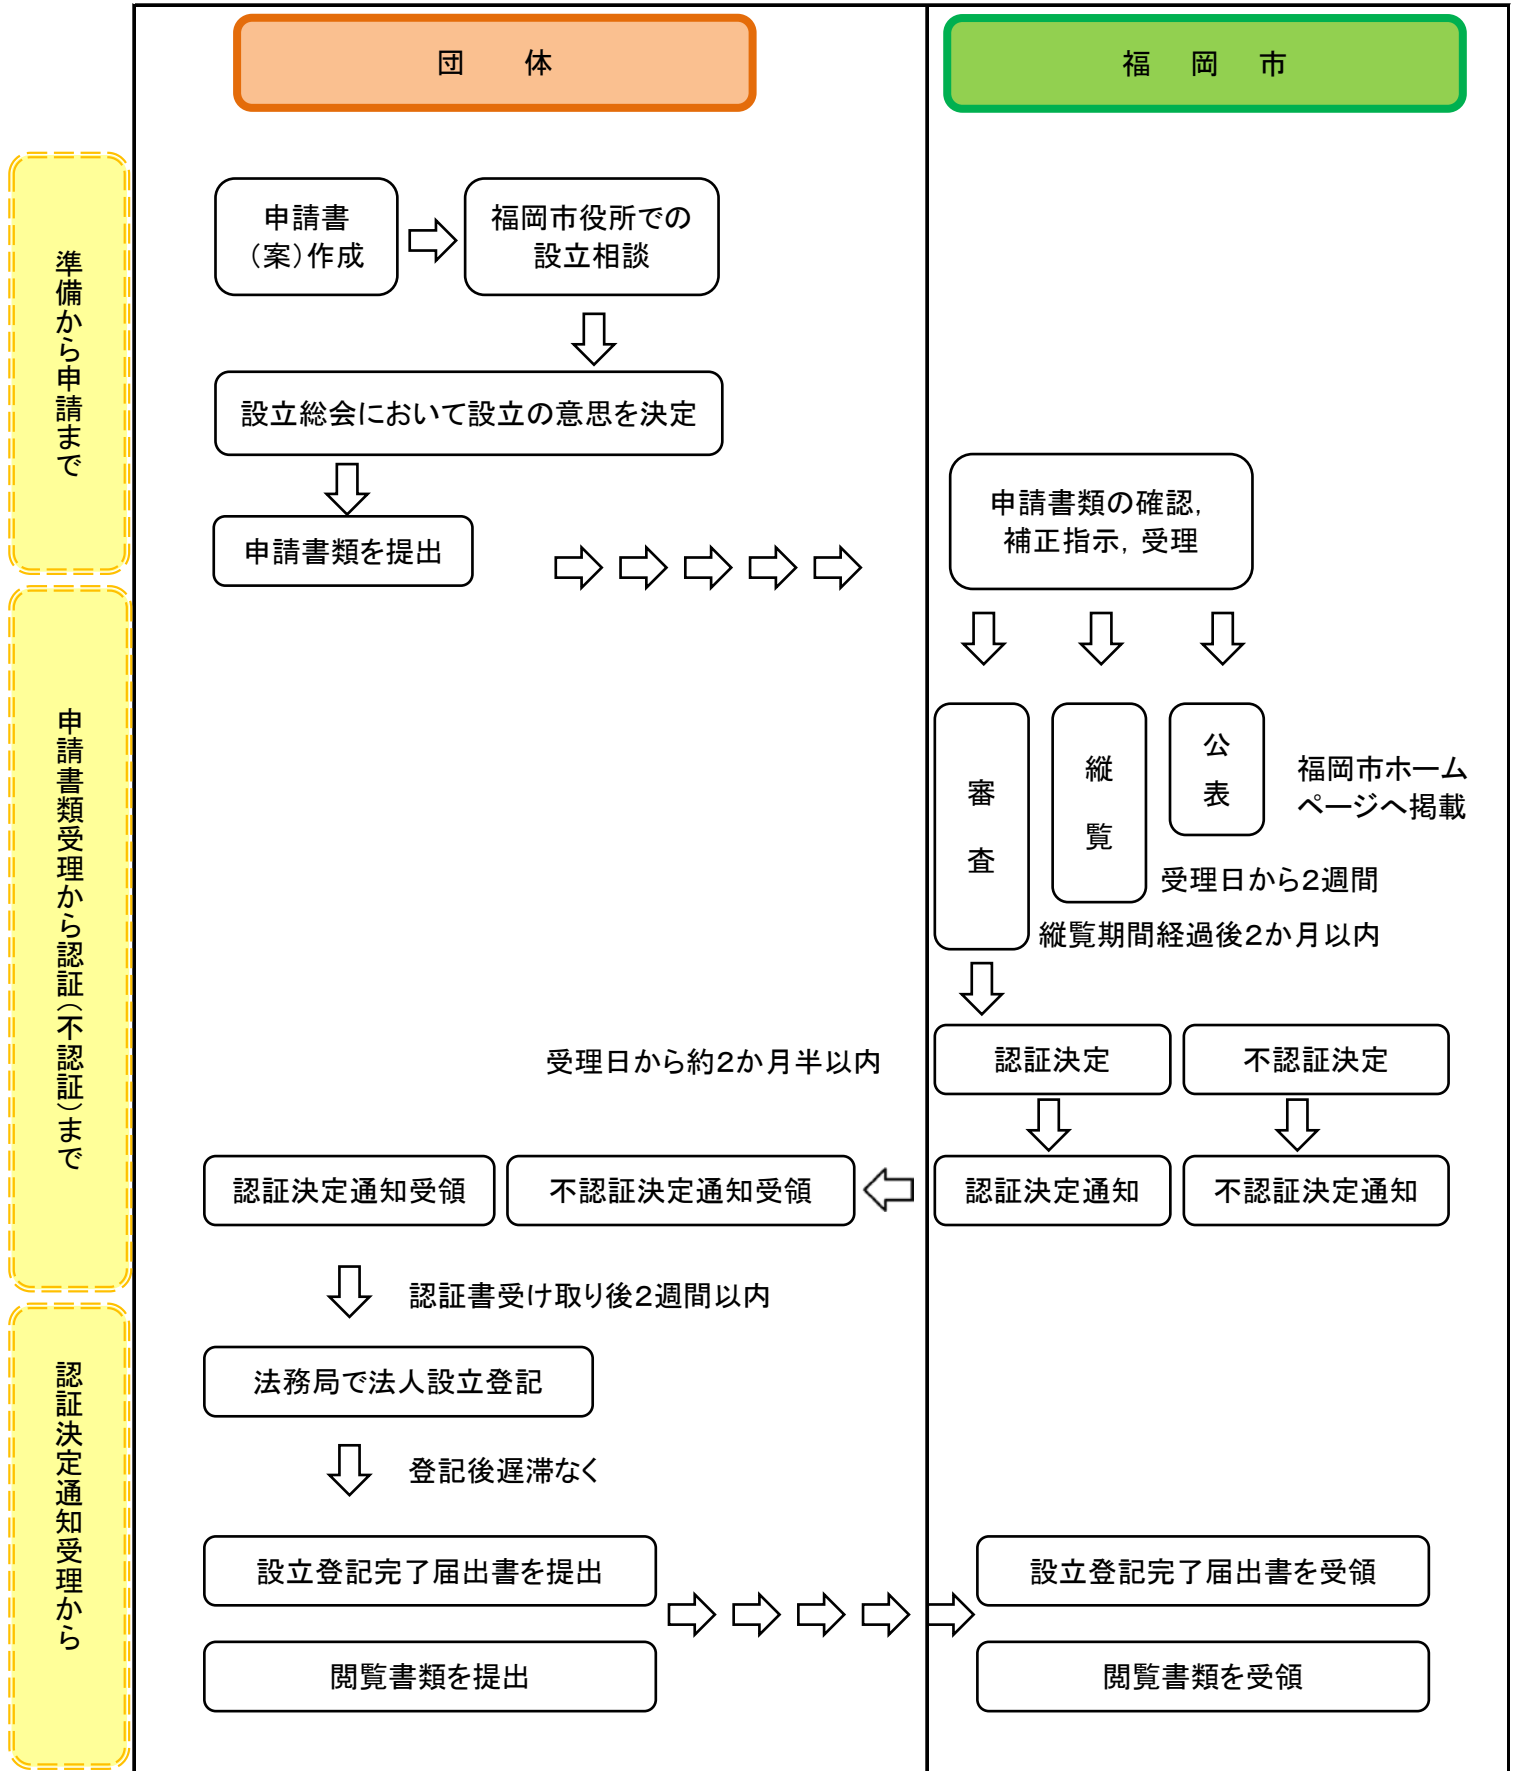 団 体
福 岡 市
準備から申請まで
申請書
（案）作成
福岡市役所での
設立相談
設立総会において設立の意思を決定
申請書類を提出
申請書類の確認，
補正指示，受理
申請書類受理から認証（不認証）まで
審査
縦覧
公表
福岡市ホーム
ページへ掲載
受理日から２週間
縦覧期間経過後２か月以内
受理日から約２か月半以内
認証決定
不認証決定
認証決定通知受領
不認証決定通知受領
認証決定通知
不認証決定通知
認証書受け取り後２週間以内
認証決定通知受理から
法務局で法人設立登記
登記後遅滞なく
設立登記完了届出書を提出
設立登記完了届出書を受領
閲覧書類を提出
閲覧書類を受領